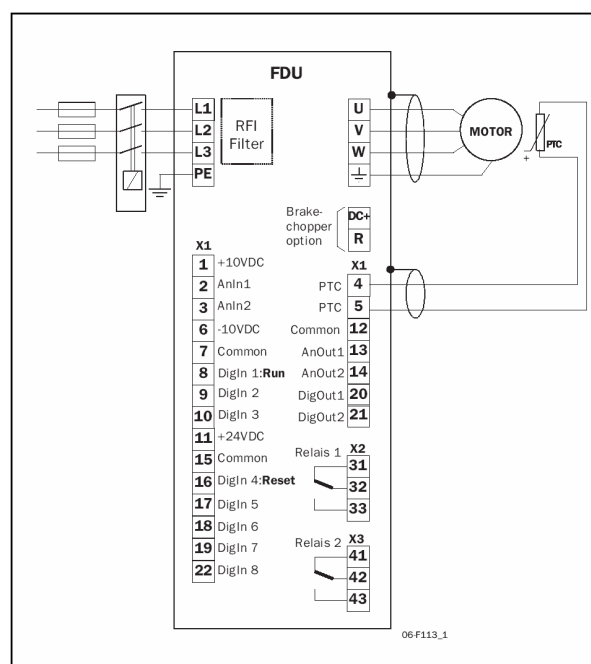 FDU
L1
L2
L3
PE
RFI
Filter
U
V
W
MOTOR
PTC
+
Brake-
chopper
option
DC+
R
X1
1 +10VDC
2 AnIn1
3 AnIn2
6 -10VDC
7 Common
8 DigIn 1:Run
9 DigIn 2
10 DigIn 3
11 +24VDC
15 Common
16 DigIn 4:Reset
17 DigIn 5
18 DigIn 6
19 DigIn 7
22 DigIn 8
X1
PTC 4
PTC 5
Common 12
AnOut1 13
AnOut2 14
DigOut1 20
DigOut2 21
Relais 1 X2
31
32
33
Relais 2 X3
41
42
43
06-F113_1